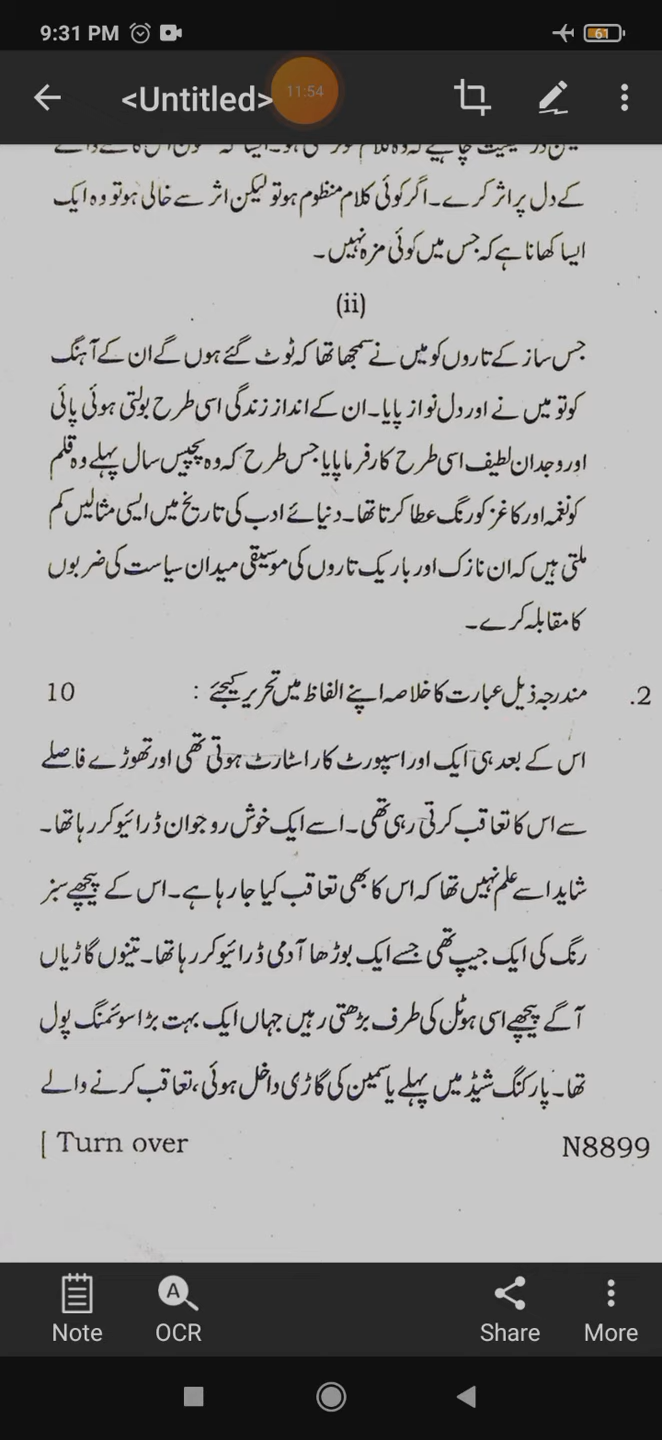 9:31 PM
61
<Untitled>
11:54
کے دل پر اثر کرے۔ اگر کوئی کلام منظوم ہو تو لیکن اثر سے خالی ہو تو وہ ایک
ایسا کھانا ہے کہ جس میں کوئی مزہ نہیں۔
(ii)
جس ساز کے تاروں کو میں نے سمجھا تھا کہ ٹوٹ گئے ہوں گے ان کے آہنگ
کو تو میں نے اور دل نواز پایا۔ ان کے انداز زندگی اسی طرح بولتی ہوئی پائی
اور وجدان لطیف اسی طرح کارفرما پایا جس طرح کہ وہ پچیس سال پہلے وہ قلم
کو نغمہ اور کاغز کو رنگ عطا کرتا تھا۔ دنیائے ادب کی تاریخ میں ایسی مثالیں کم
ملتی ہیں کہ ان نازک اور باریک تاروں کی موسیقی میدان سیاست کی ضربوں
کا مقابلہ کرے۔
2. مندرجہ ذیل عبارت کا خلاصہ اپنے الفاظ میں تحریر کیجئے : 10
اس کے بعد ہی ایک اور اسپورٹ کار اسٹارٹ ہوتی تھی اور تھوڑے فاصلے
سے اس کا تعاقب کرتی رہی تھی۔ اسے ایک خوش رو جوان ڈرائیو کر رہا تھا۔
شاید اسے علم نہیں تھا کہ اس کا بھی تعاقب کیا جا رہا ہے۔ اس کے پیچھے سبز
رنگ کی ایک جیپ تھی جسے ایک بوڑھا آدمی ڈرائیو کر رہا تھا۔ تینوں گاڑیاں
آگے پیچھے اسی ہوٹل کی طرف بڑھتی رہیں جہاں ایک بہت بڑا سوئمنگ پول
تھا۔ پارکنگ شیڈ میں پہلے یاسمین کی گاڑی داخل ہوئی، تعاقب کرنے والے
[ Turn over
N8899
Note
OCR
Share
More